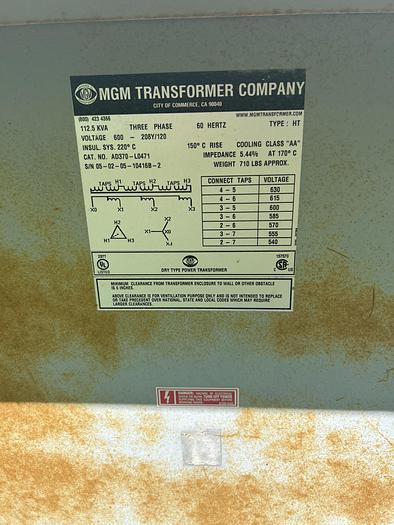 MGM TRANSFORMER COMPANY
CITY OF COMMERCE, CA 90040
(800) 423 4366 WWW.MGMTRANSFORMER.COM
112.5 KVA THREE PHASE 60 HERTZ TYPE: HT
VOLTAGE 600 - 208Y/120
INSUL. SYS. 220°C 150°C RISE COOLING CLASS "AA"
CAT. NO. AD370-L0471 IMPEDANCE 5.44% AT 170°C
S/N 05-02-05-10416B-2 WEIGHT 710 LBS APPROX.
TAPS H1 TAPS H2 TAPS H3
X0 X1 X2 X3
H2
H1 H3
X2
X1 X0
X3
CONNECT TAPS VOLTAGE
4 - 5 630
4 - 6 615
3 - 5 600
3 - 6 585
2 - 6 570
3 - 7 555
2 - 7 540
UL
LISTED
DRY TYPE POWER TRANSFORMER
C US
MINIMUM CLEARANCE FROM TRANSFORMER ENCLOSURE TO WALL OR OTHER OBSTACLE
IS 6 INCHES.
ABOVE CLEARANCE IS FOR VENTILATION PURPOSE ONLY AND IS NOT INTENDED TO REPLACE
OR TAKE PRECEDENCE OVER NATIONAL, STATE AND LOCAL CODES WHICH MAY REQUIRE
LARGER CLEARANCES.